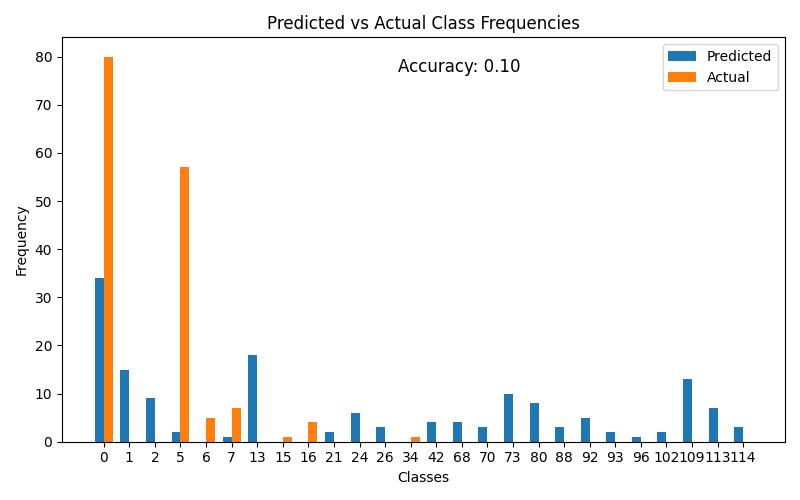 Predicted vs Actual Class Frequencies
Accuracy: 0.10
Predicted
Actual
Frequency
80
70
60
50
40
30
20
10
0
0 1 2 5 6 7 13 15 16 21 24 26 34 42 68 70 73 80 88 92 93 96 102 109 113 114
Classes